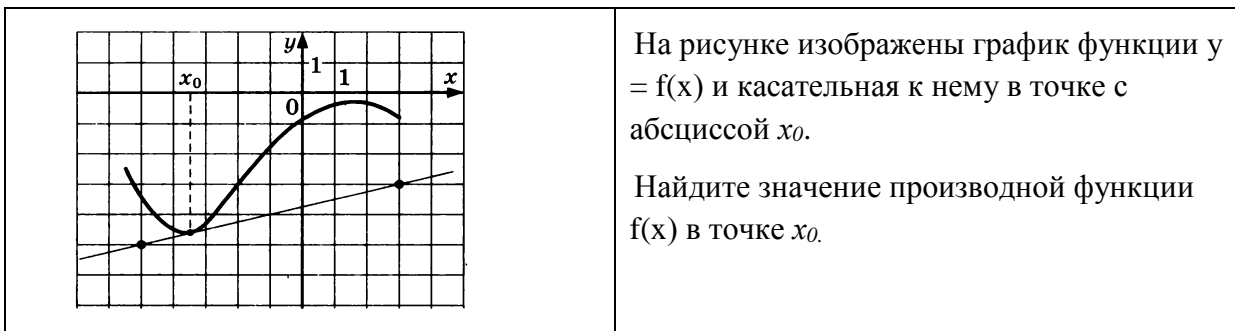 y
1
1
x₀
x
0
На рисунке изображены график функции y
= f(x) и касательная к нему в точке с
абсциссой x₀.
Найдите значение производной функции
f(x) в точке x₀.